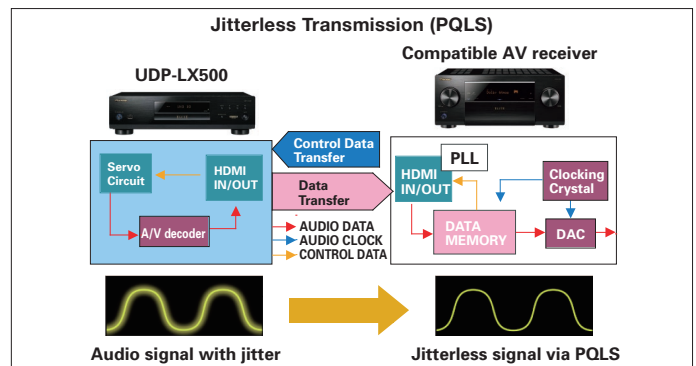 Jitterless Transmission (PQLS)
Compatible AV receiver
UDP-LX500
Servo
Circuit
HDMI
IN/OUT
A/V decoder
Control Data
Transfer
Data
Transfer
AUDIO DATA
AUDIO CLOCK
CONTROL DATA
HDMI
IN/OUT
PLL
DATA
MEMORY
Clocking
Crystal
DAC
Audio signal with jitter
Jitterless signal via PQLS